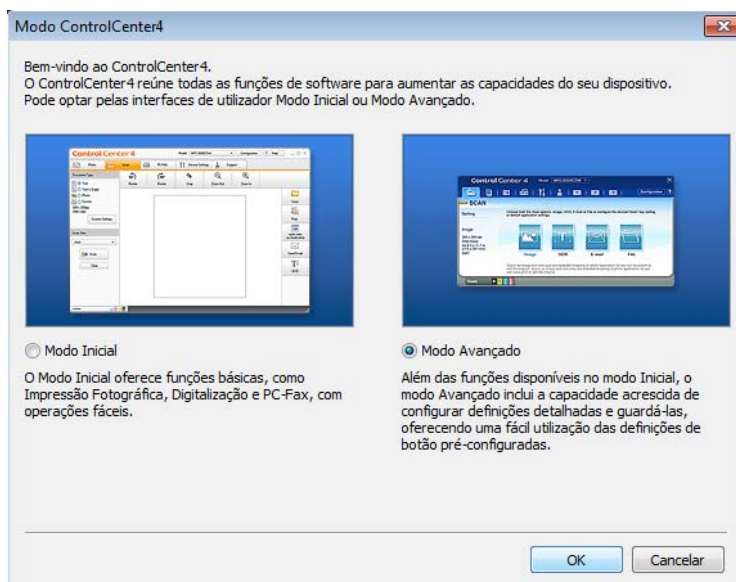 Modo ControlCenter4
Bem-vindo ao ControlCenter4.
O ControlCenter4 reúne todas as funções de software para aumentar as capacidades do seu dispositivo.
Pode optar pelas interfaces de utilizador Modo Inicial ou Modo Avançado.
Control Center 4
Control Center 4
SCAN
Image
OCR
E-mail
File
Modo Inicial
O Modo Inicial oferece funções básicas, como
Impressão Fotográfica, Digitalização e PC-Fax, com
operações fáceis.
Modo Avançado
Além das funções disponíveis no modo Inicial, o
modo Avançado inclui a capacidade acrescida de
configurar definições detalhadas e guardá-las,
oferecendo uma fácil utilização das definições de
botão pré-configuradas.
OK
Cancelar